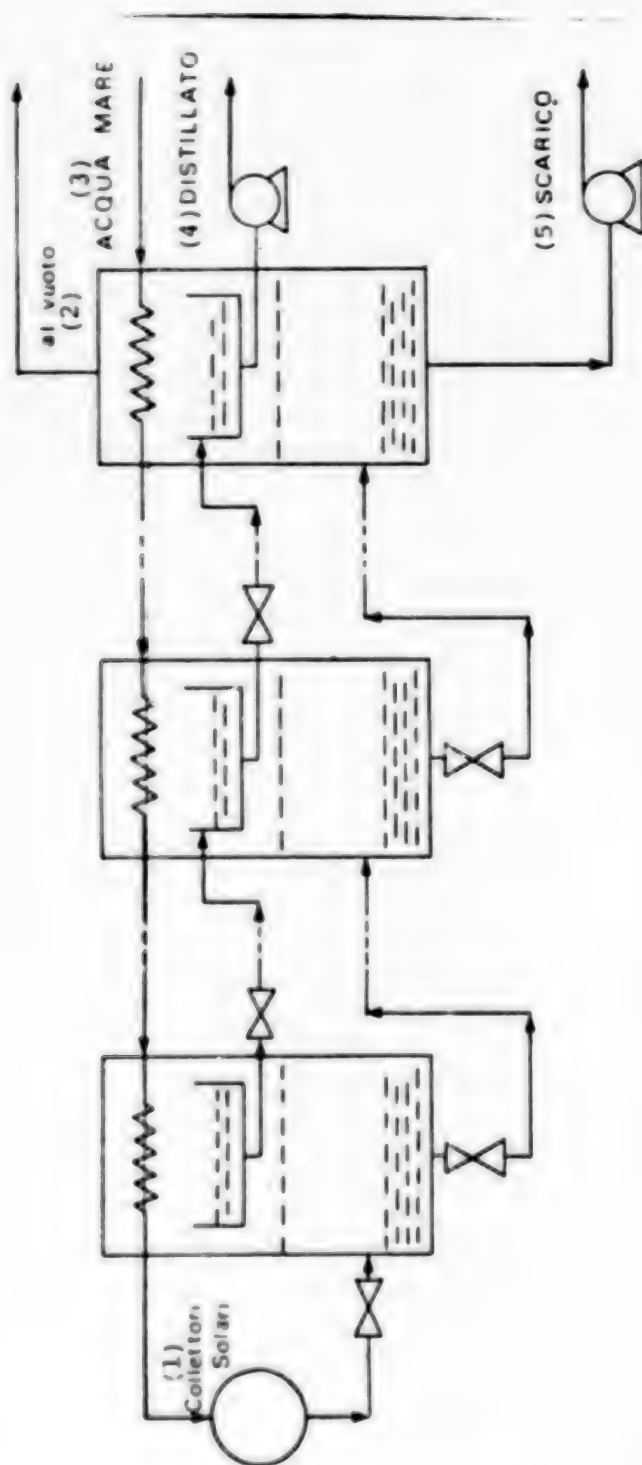 (1)
Collettori
Solari
al vuoto
(2)
(3)
ACQUA MARE
(4) DISTILLATO
(5) SCARICO